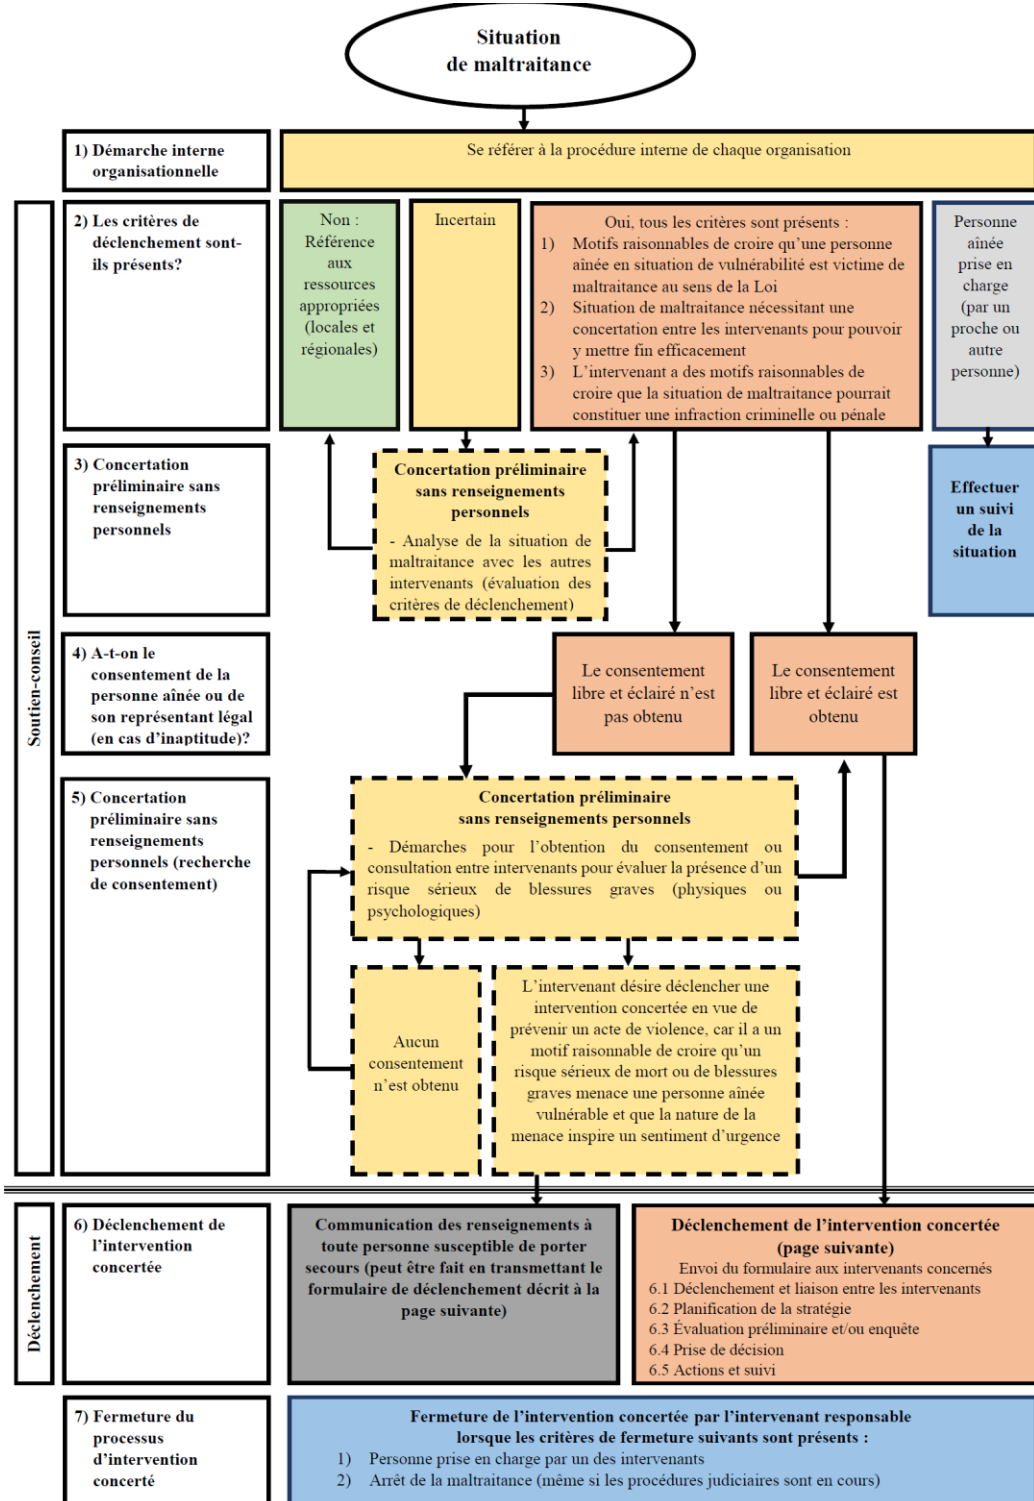 Situation
de maltraitance
1) Démarche interne
organisationnelle
Se référer à la procédure interne de chaque organisation
Soutien-conseil
2) Les critères de
déclenchement sont-
ils présents?
Non :
Référence
aux
ressources
appropriées
(locales et
régionales)
Incertain
Oui, tous les critères sont présents :
1) Motifs raisonnables de croire qu’une personne
aînée en situation de vulnérabilité est victime de
maltraitance au sens de la Loi
2) Situation de maltraitance nécessitant une
concertation entre les intervenants pour pouvoir
y mettre fin efficacement
3) L’intervenant a des motifs raisonnables de
croire que la situation de maltraitance pourrait
constituer une infraction criminelle ou pénale
Personne
aînée
prise en
charge
(par un
proche ou
autre
personne)
3) Concertation
préliminaire sans
renseignements
personnels
Concertation préliminaire
sans renseignements
personnels
- Analyse de la situation de
maltraitance avec les autres
intervenants (évaluation des
critères de déclenchement)
Effectuer
un suivi
de la
situation
4) A-t-on le
consentement de la
personne aînée ou de
son représentant légal
(en cas d’inaptitude)?
Le consentement
libre et éclairé n’est
pas obtenu
Le consentement
libre et éclairé est
obtenu
5) Concertation
préliminaire sans
renseignements
personnels (recherche
de consentement)
Concertation préliminaire
sans renseignements personnels
- Démarches pour l’obtention du consentement ou
consultation entre intervenants pour évaluer la présence d’un
risque sérieux de blessures graves (physiques ou
psychologiques)
Aucun
consentement
n’est obtenu
L’intervenant désire déclencher une
intervention concertée en vue de
prévenir un acte de violence, car il a un
motif raisonnable de croire qu’un
risque sérieux de mort ou de blessures
graves menace une personne aînée
vulnérable et que la nature de la
menace inspire un sentiment d’urgence
Déclenchement
6) Déclenchement de
l’intervention
concertée
Communication des renseignements à
toute personne susceptible de porter
secours (peut être fait en transmettant le
formulaire de déclenchement décrit à la
page suivante)
Déclenchement de l’intervention concertée
(page suivante)
Envoi du formulaire aux intervenants concernés
6.1 Déclenchement et liaison entre les intervenants
6.2 Planification de la stratégie
6.3 Évaluation préliminaire et/ou enquête
6.4 Prise de décision
6.5 Actions et suivi
7) Fermeture du
processus
d’intervention
concerté
Fermeture de l’intervention concertée par l’intervenant responsable
lorsque les critères de fermeture suivants sont présents :
1) Personne prise en charge par un des intervenants
2) Arrêt de la maltraitance (même si les procédures judiciaires sont en cours)